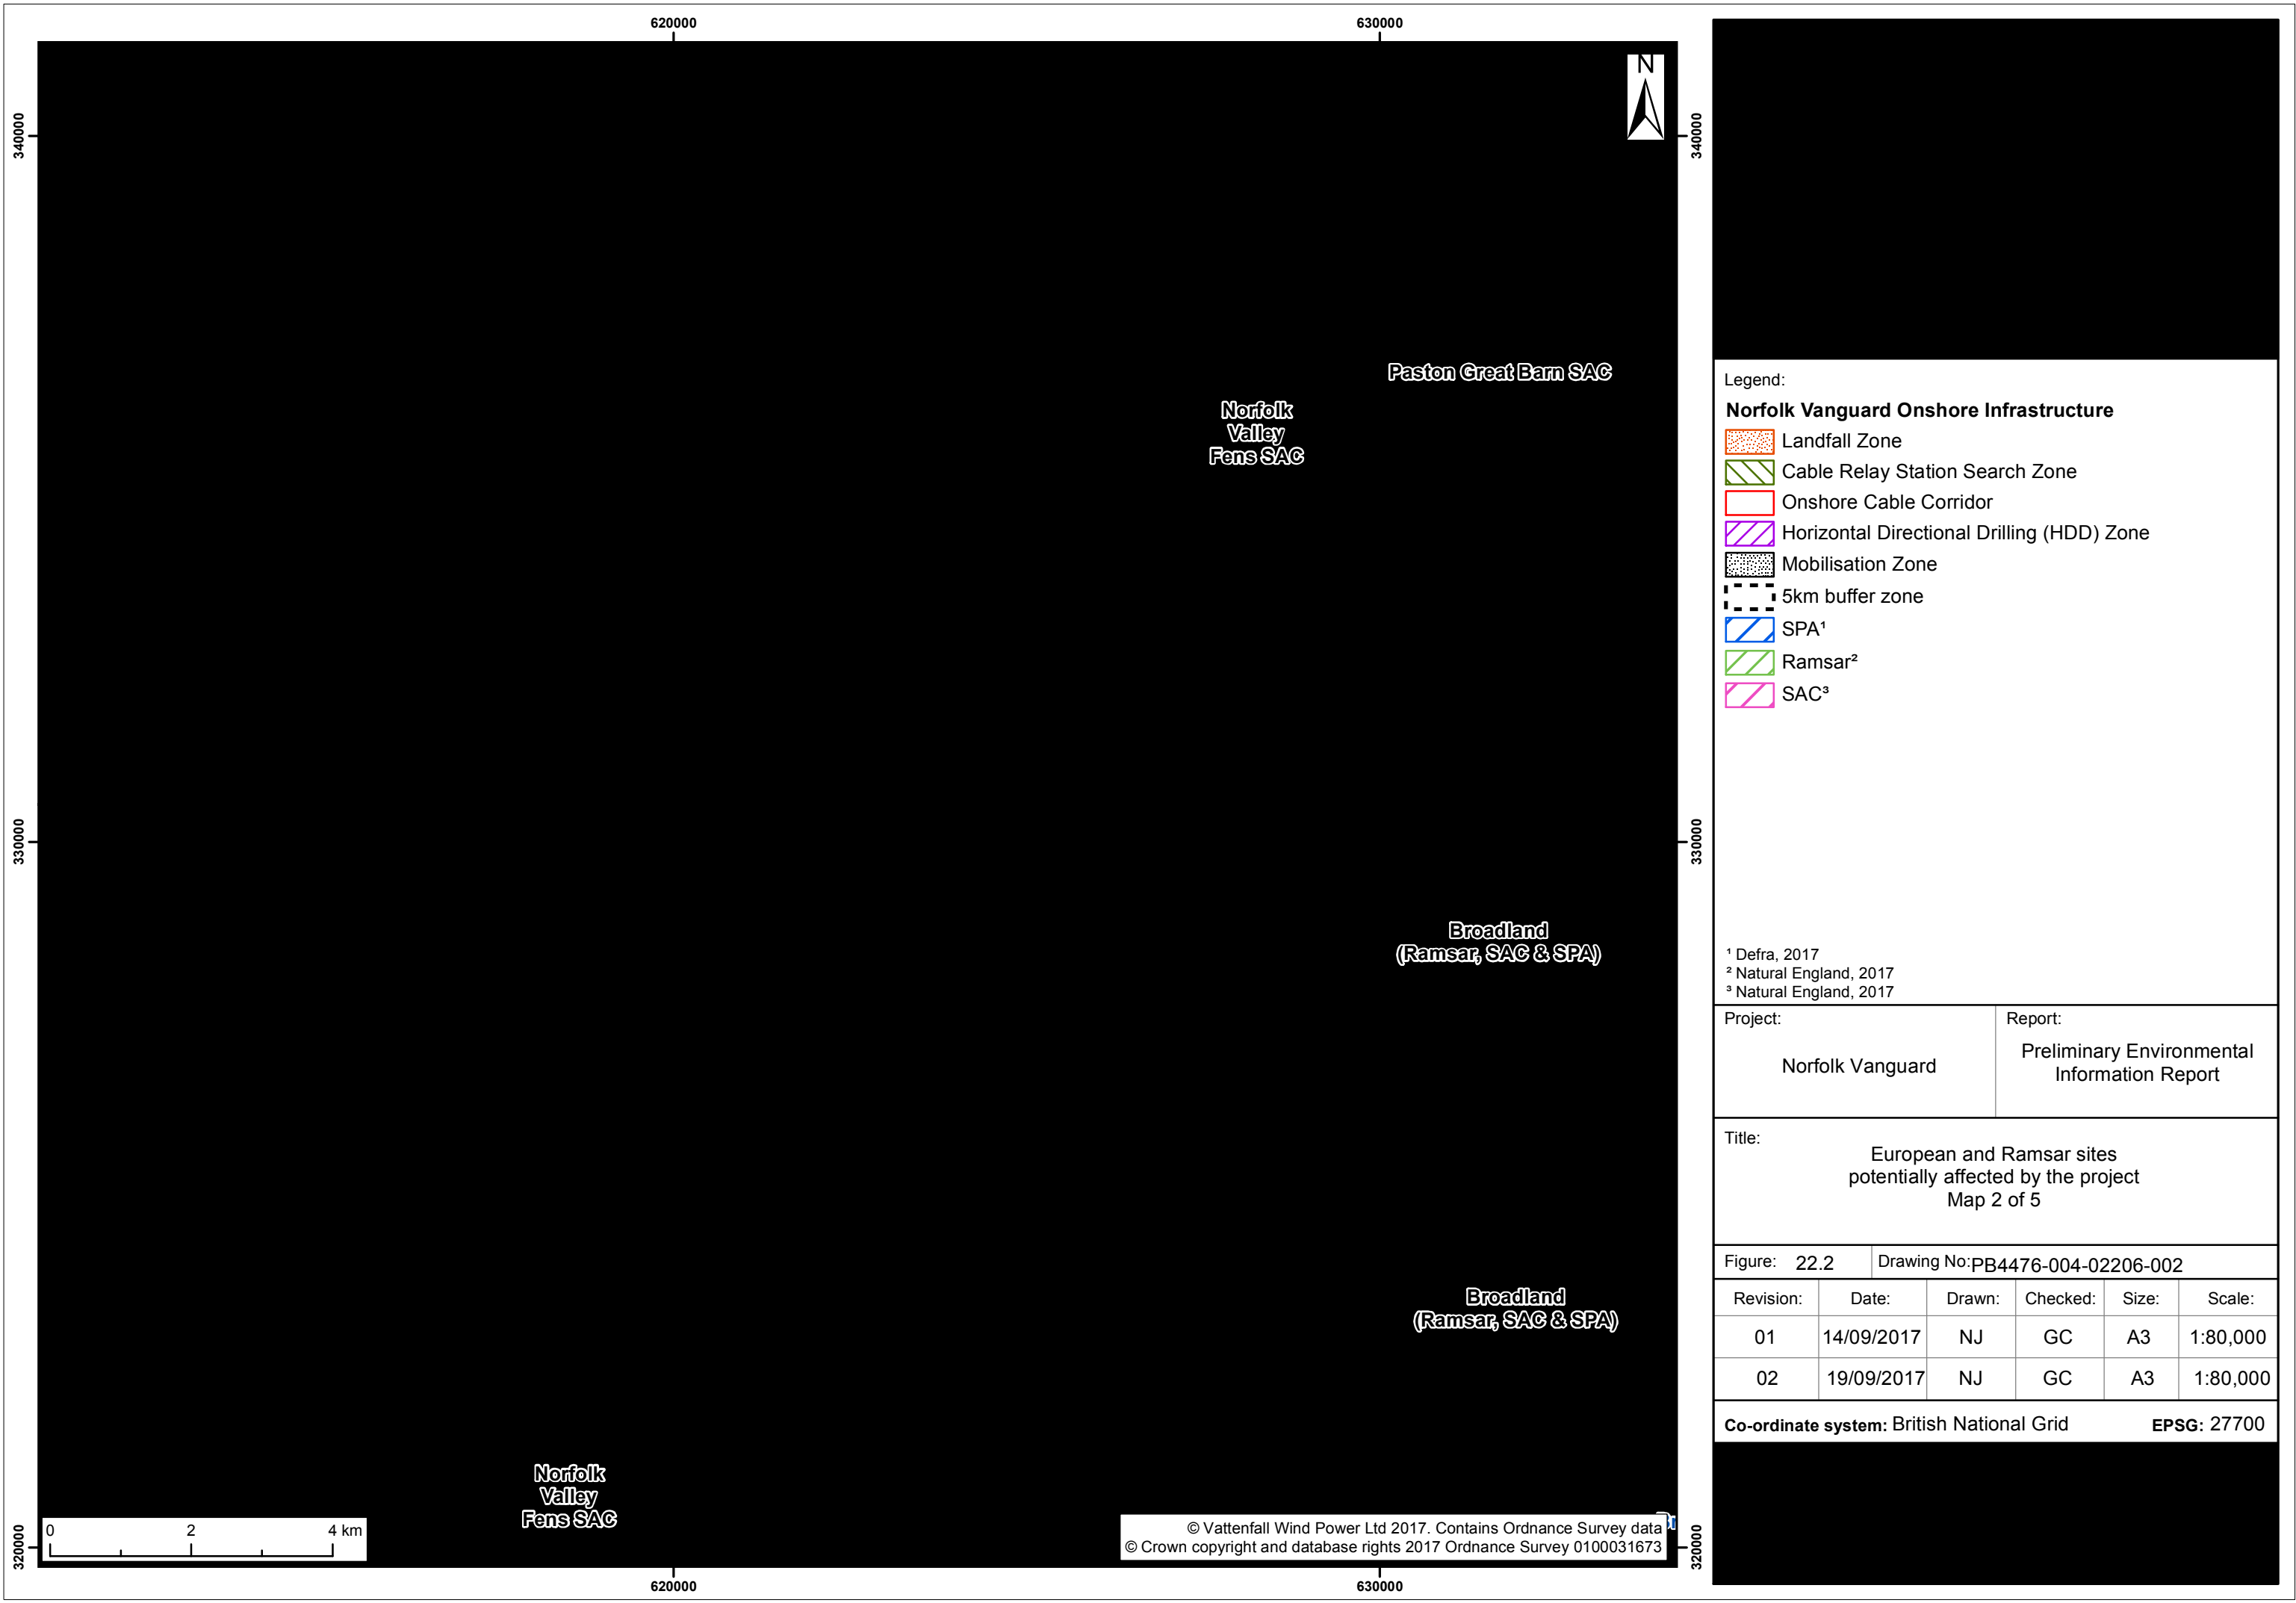 620000
630000
340000
340000
N
Paston Great Barn SAC
Norfolk
Valley
Fens SAC
330000
330000
Broadland
(Ramsar, SAC & SPA)
Broadland
(Ramsar, SAC & SPA)
Norfolk
Valley
Fens SAC
320000
320000
0 2 4 km
© Vattenfall Wind Power Ltd 2017. Contains Ordnance Survey data
© Crown copyright and database rights 2017 Ordnance Survey 0100031673
620000
630000
Legend:
Norfolk Vanguard Onshore Infrastructure
Landfall Zone
Cable Relay Station Search Zone
Onshore Cable Corridor
Horizontal Directional Drilling (HDD) Zone
Mobilisation Zone
5km buffer zone
SPA¹
Ramsar²
SAC³
¹ Defra, 2017
² Natural England, 2017
³ Natural England, 2017
Project:
Norfolk Vanguard
Report:
Preliminary Environmental
Information Report
Title:
European and Ramsar sites
potentially affected by the project
Map 2 of 5
Figure: 22.2 Drawing No:PB4476-004-02206-002
Revision: Date: Drawn: Checked: Size: Scale:
01 14/09/2017 NJ GC A3 1:80,000
02 19/09/2017 NJ GC A3 1:80,000
Co-ordinate system: British National Grid EPSG: 27700